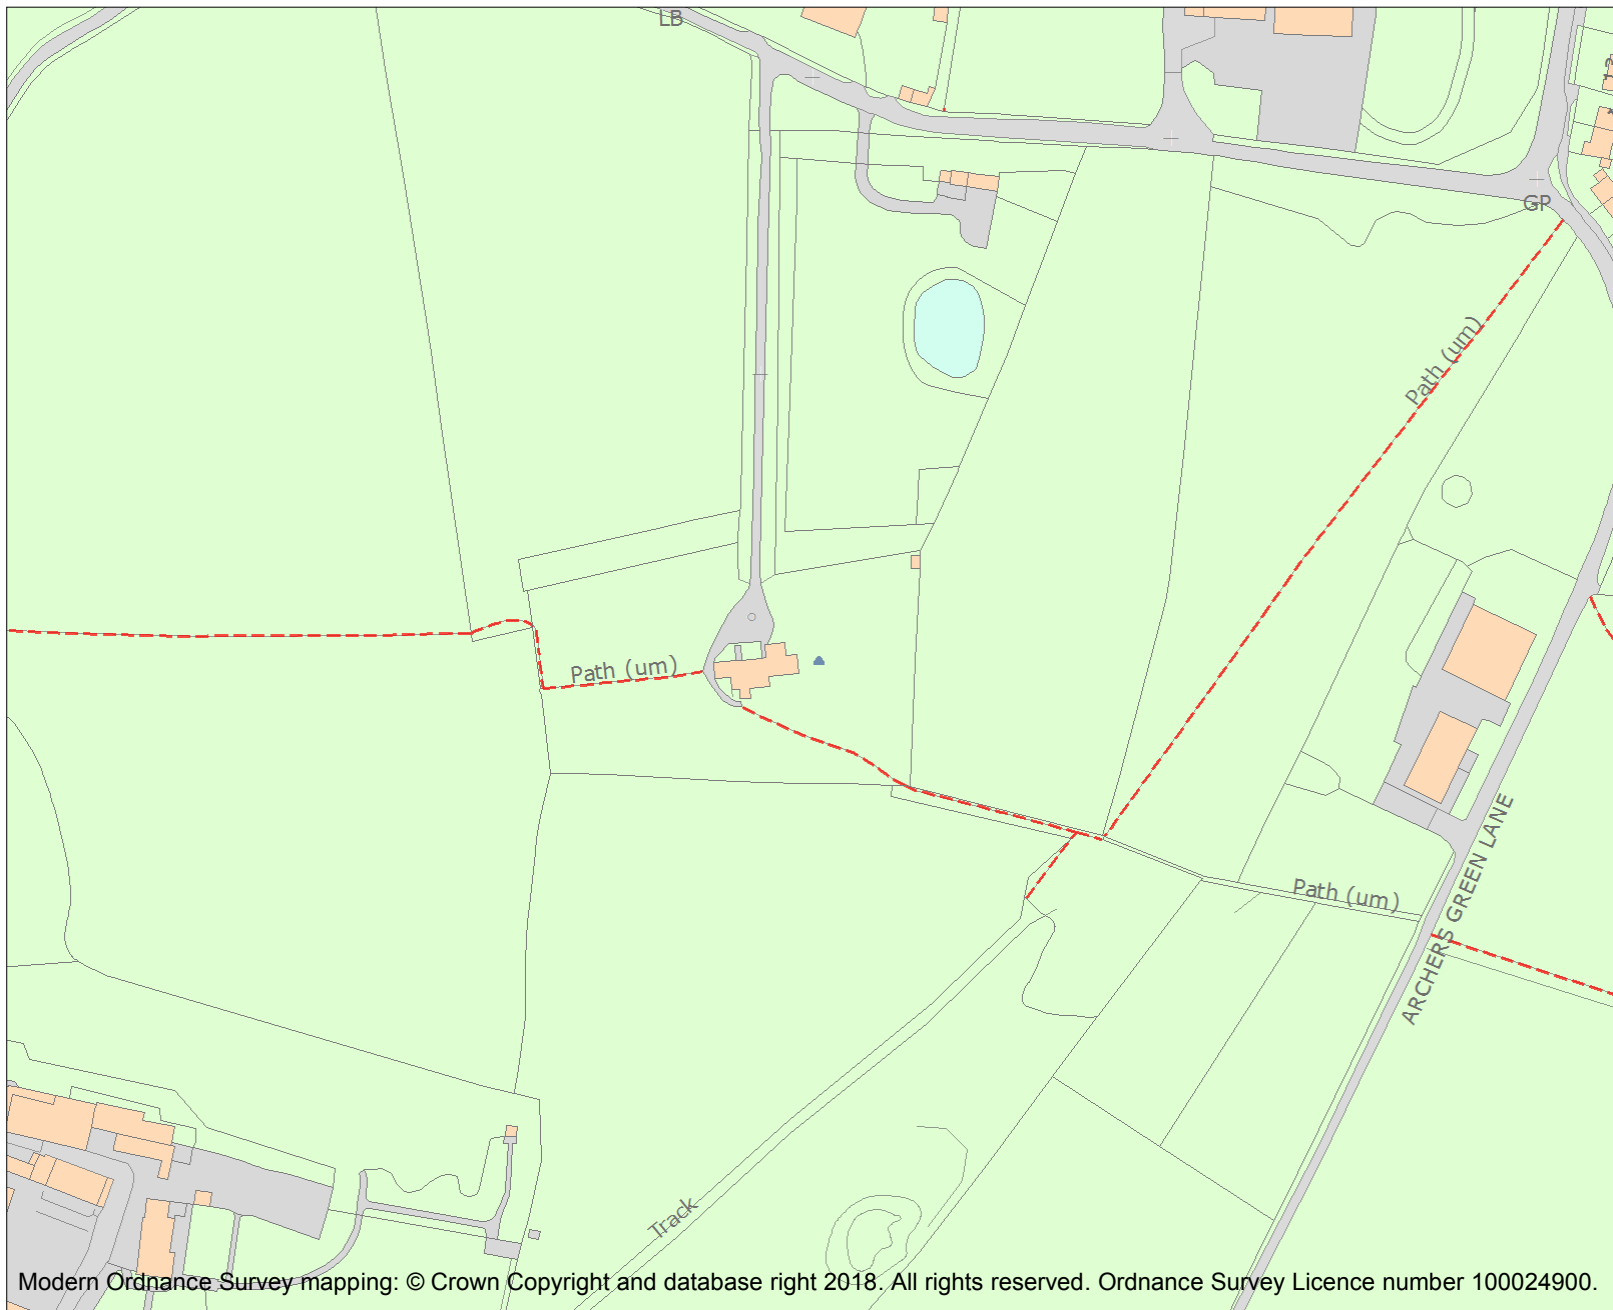 LB
GP
Path (um)
Path (um)
Path (um)
ARCHERS GREEN LANE
Track
Modern Ordnance Survey mapping: © Crown Copyright and database right 2018. All rights reserved. Ordnance Survey Licence number 100024900.